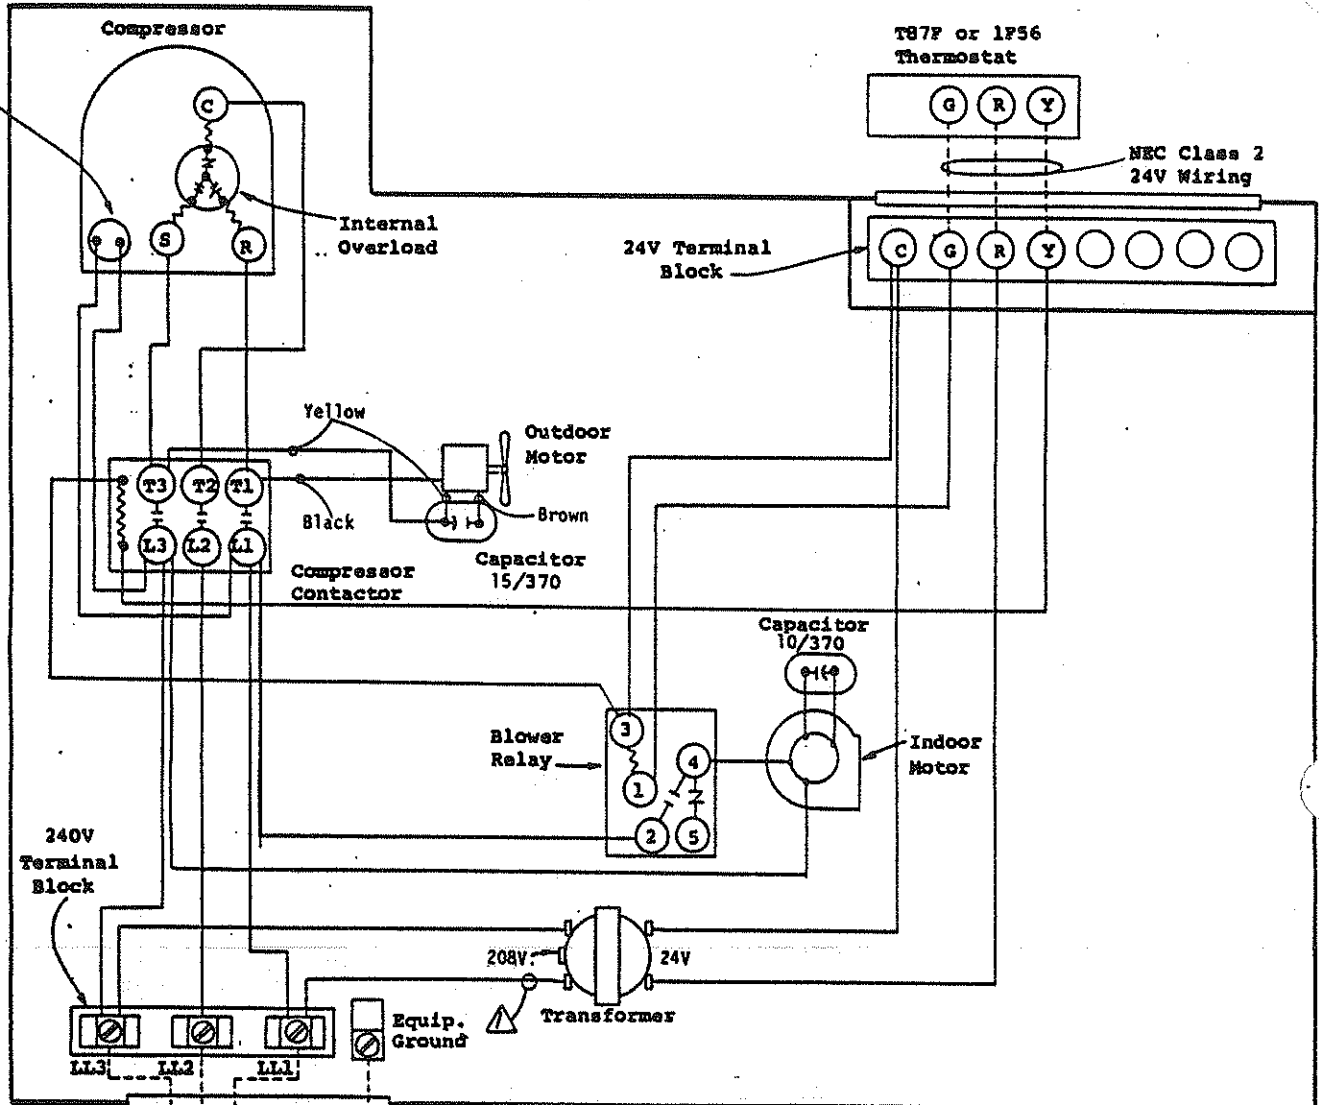 Compressor
C
S
R
Internal
Overload
T87F or 1F56
Thermostat
G R Y
NEC Class 2
24V Wiring
24V Terminal
Block
C G R Y
Yellow
Outdoor
Motor
Black
Brown
Capacitor
15/370
T3 T2 T1
L3 L2 L1
Compressor
Contactor
Capacitor
10/370
Blower
Relay
3
4
1
2
5
Indoor
Motor
240V
Terminal
Block
208V
24V
Transformer
Equip.
Ground
LL3 LL2 LL1